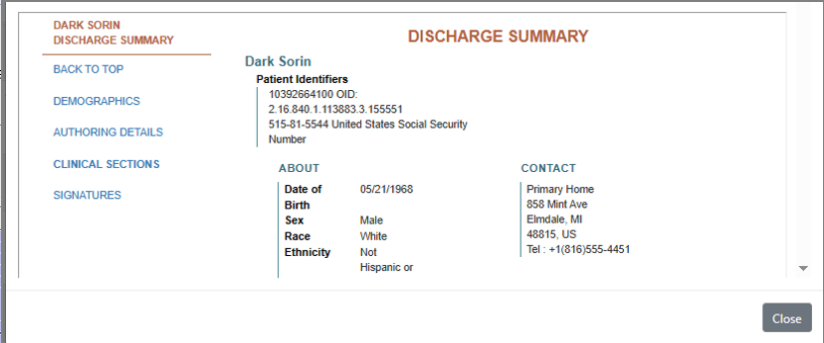 DARK SORIN
DISCHARGE SUMMARY
BACK TO TOP
DEMOGRAPHICS
AUTHORING DETAILS
CLINICAL SECTIONS
SIGNATURES
DISCHARGE SUMMARY
Dark Sorin
Patient Identifiers
10392664100 OID:
2.16.840.1.113883.3.155551
515-81-5544 United States Social Security
Number
ABOUT
Date of Birth 05/21/1968
Sex Male
Race White
Ethnicity Not
Hispanic or
CONTACT
Primary Home
858 Mint Ave
Elmdale, MI
48815, US
Tel : +1(816)555-4451
Close